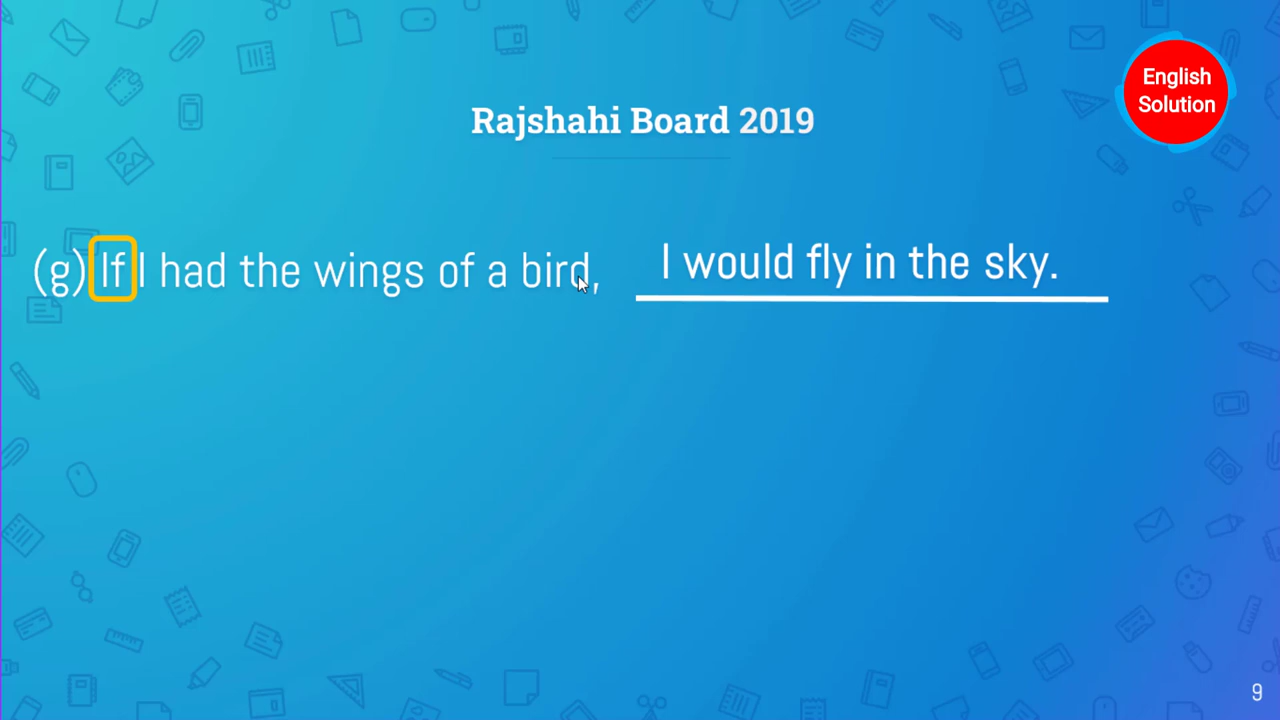 English
Solution
Rajshahi Board 2019
(g) If I had the wings of a bird, I would fly in the sky.
9